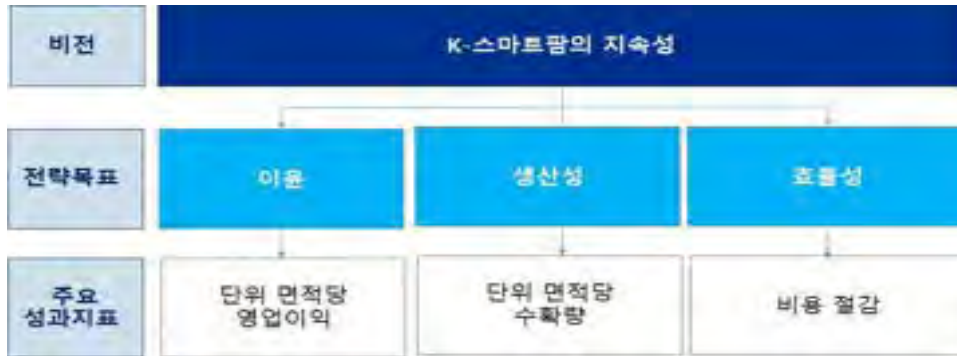 비전
K-스마트팜의 지속성
전략목표
이윤
생산성
효율성
주요
성과지표
단위 면적당
영업이익
단위 면적당
수확량
비용 절감